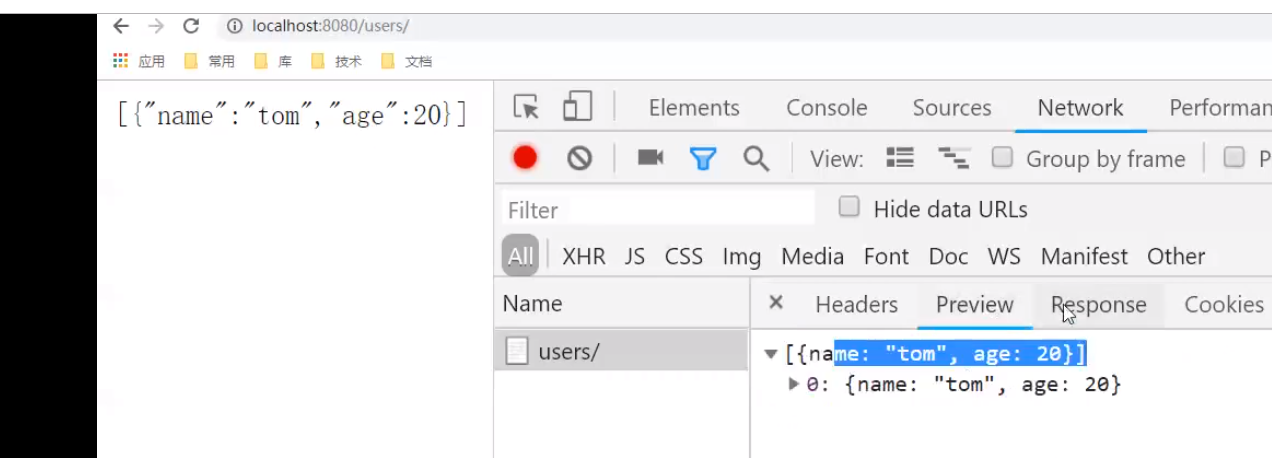 localhost:8080/users/
应用 常用 库 技术 文档
[{"name":"tom","age":20}]
Elements Console Sources Network Performan
View: Group by frame P
Filter Hide data URLs
All XHR JS CSS Img Media Font Doc WS Manifest Other
Name × Headers Preview Response Cookies
users/
[{name: "tom", age: 20}]
0: {name: "tom", age: 20}